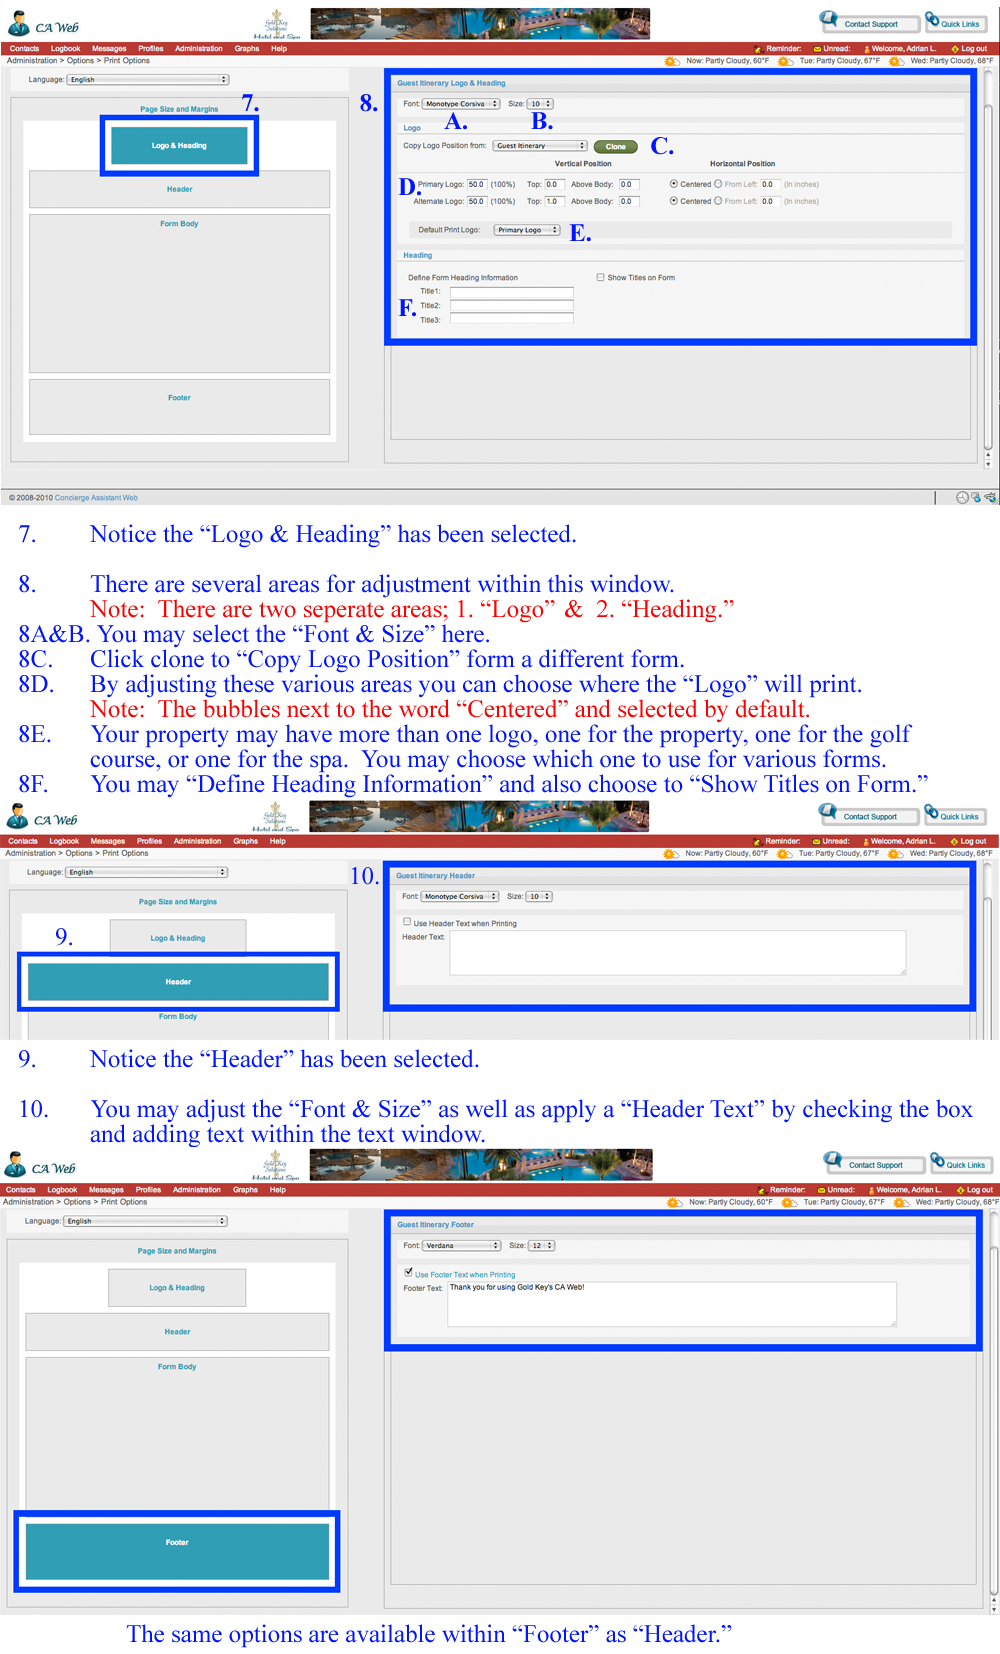 CA Web
Gold Key
Solutions
Hotel and Spa
Contact Support
Quick Links
Contacts Logbook Messages Profiles Administration Graphs Help
Reminder: Unread: Welcome, Adrian L. Log out
Administration > Options > Print Options
Now: Partly Cloudy, 60°F Tue: Partly Cloudy, 67°F Wed: Partly Cloudy, 68°F
Language: English
Page Size and Margins
7.
Logo & Heading
Header
Form Body
Footer
8.
Guest Itinerary Logo & Heading
Font: Monotype Corsiva Size: 10
A. B.
Logo
Copy Logo Position from: Guest Itinerary Clone C.
Vertical Position Horizontal Position
D. Primary Logo: 50.0 (100%) Top: 0.0 Above Body: 0.0 Centered From Left: 0.0 (In inches)
Alternate Logo: 50.0 (100%) Top: 1.0 Above Body: 0.0 Centered From Left: 0.0 (In inches)
Default Print Logo: Primary Logo E.
Heading
Define Form Heading Information Show Titles on Form
Title1:
F. Title2:
Title3:
© 2008-2010 Concierge Assistant Web
7. Notice the “Logo & Heading” has been selected.
8. There are several areas for adjustment within this window.
Note: There are two seperate areas; 1. “Logo” & 2. “Heading.”
8A&B. You may select the “Font & Size” here.
8C. Click clone to “Copy Logo Position” form a different form.
8D. By adjusting these various areas you can choose where the “Logo” will print.
Note: The bubbles next to the word “Centered” and selected by default.
8E. Your property may have more than one logo, one for the property, one for the golf
course, or one for the spa. You may choose which one to use for various forms.
8F. You may “Define Heading Information” and also choose to “Show Titles on Form.”
CA Web
Hotel and Spa
Contact Support
Quick Links
Contacts Logbook Messages Profiles Administration Graphs Help
Reminder: Unread: Welcome, Adrian L. Log out
Administration > Options > Print Options
Now: Partly Cloudy, 60°F Tue: Partly Cloudy, 67°F Wed: Partly Cloudy, 68°F
Language: English
Page Size and Margins
9.
Logo & Heading
Header
Form Body
10.
Guest Itinerary Header
Font: Monotype Corsiva Size: 10
Use Header Text when Printing
Header Text:
9. Notice the “Header” has been selected.
10. You may adjust the “Font & Size” as well as apply a “Header Text” by checking the box
and adding text within the text window.
CA Web
Gold Key
Solutions
Hotel and Spa
Contact Support
Quick Links
Contacts Logbook Messages Profiles Administration Graphs Help
Reminder: Unread: Welcome, Adrian L. Log out
Administration > Options > Print Options
Now: Partly Cloudy, 60°F Tue: Partly Cloudy, 67°F Wed: Partly Cloudy, 68°F
Language: English
Page Size and Margins
Logo & Heading
Header
Form Body
Footer
Guest Itinerary Footer
Font: Verdana Size: 12
Use Footer Text when Printing
Footer Text: Thank you for using Gold Key's CA Web!
The same options are available within “Footer” as “Header.”